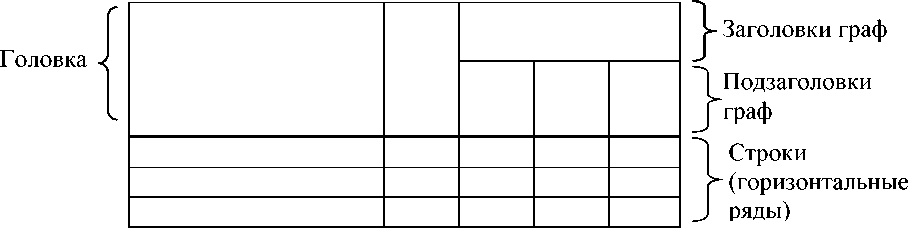 Головка
Заголовки граф
Подзаголовки
граф
Строки
(горизонтальные
ряды)